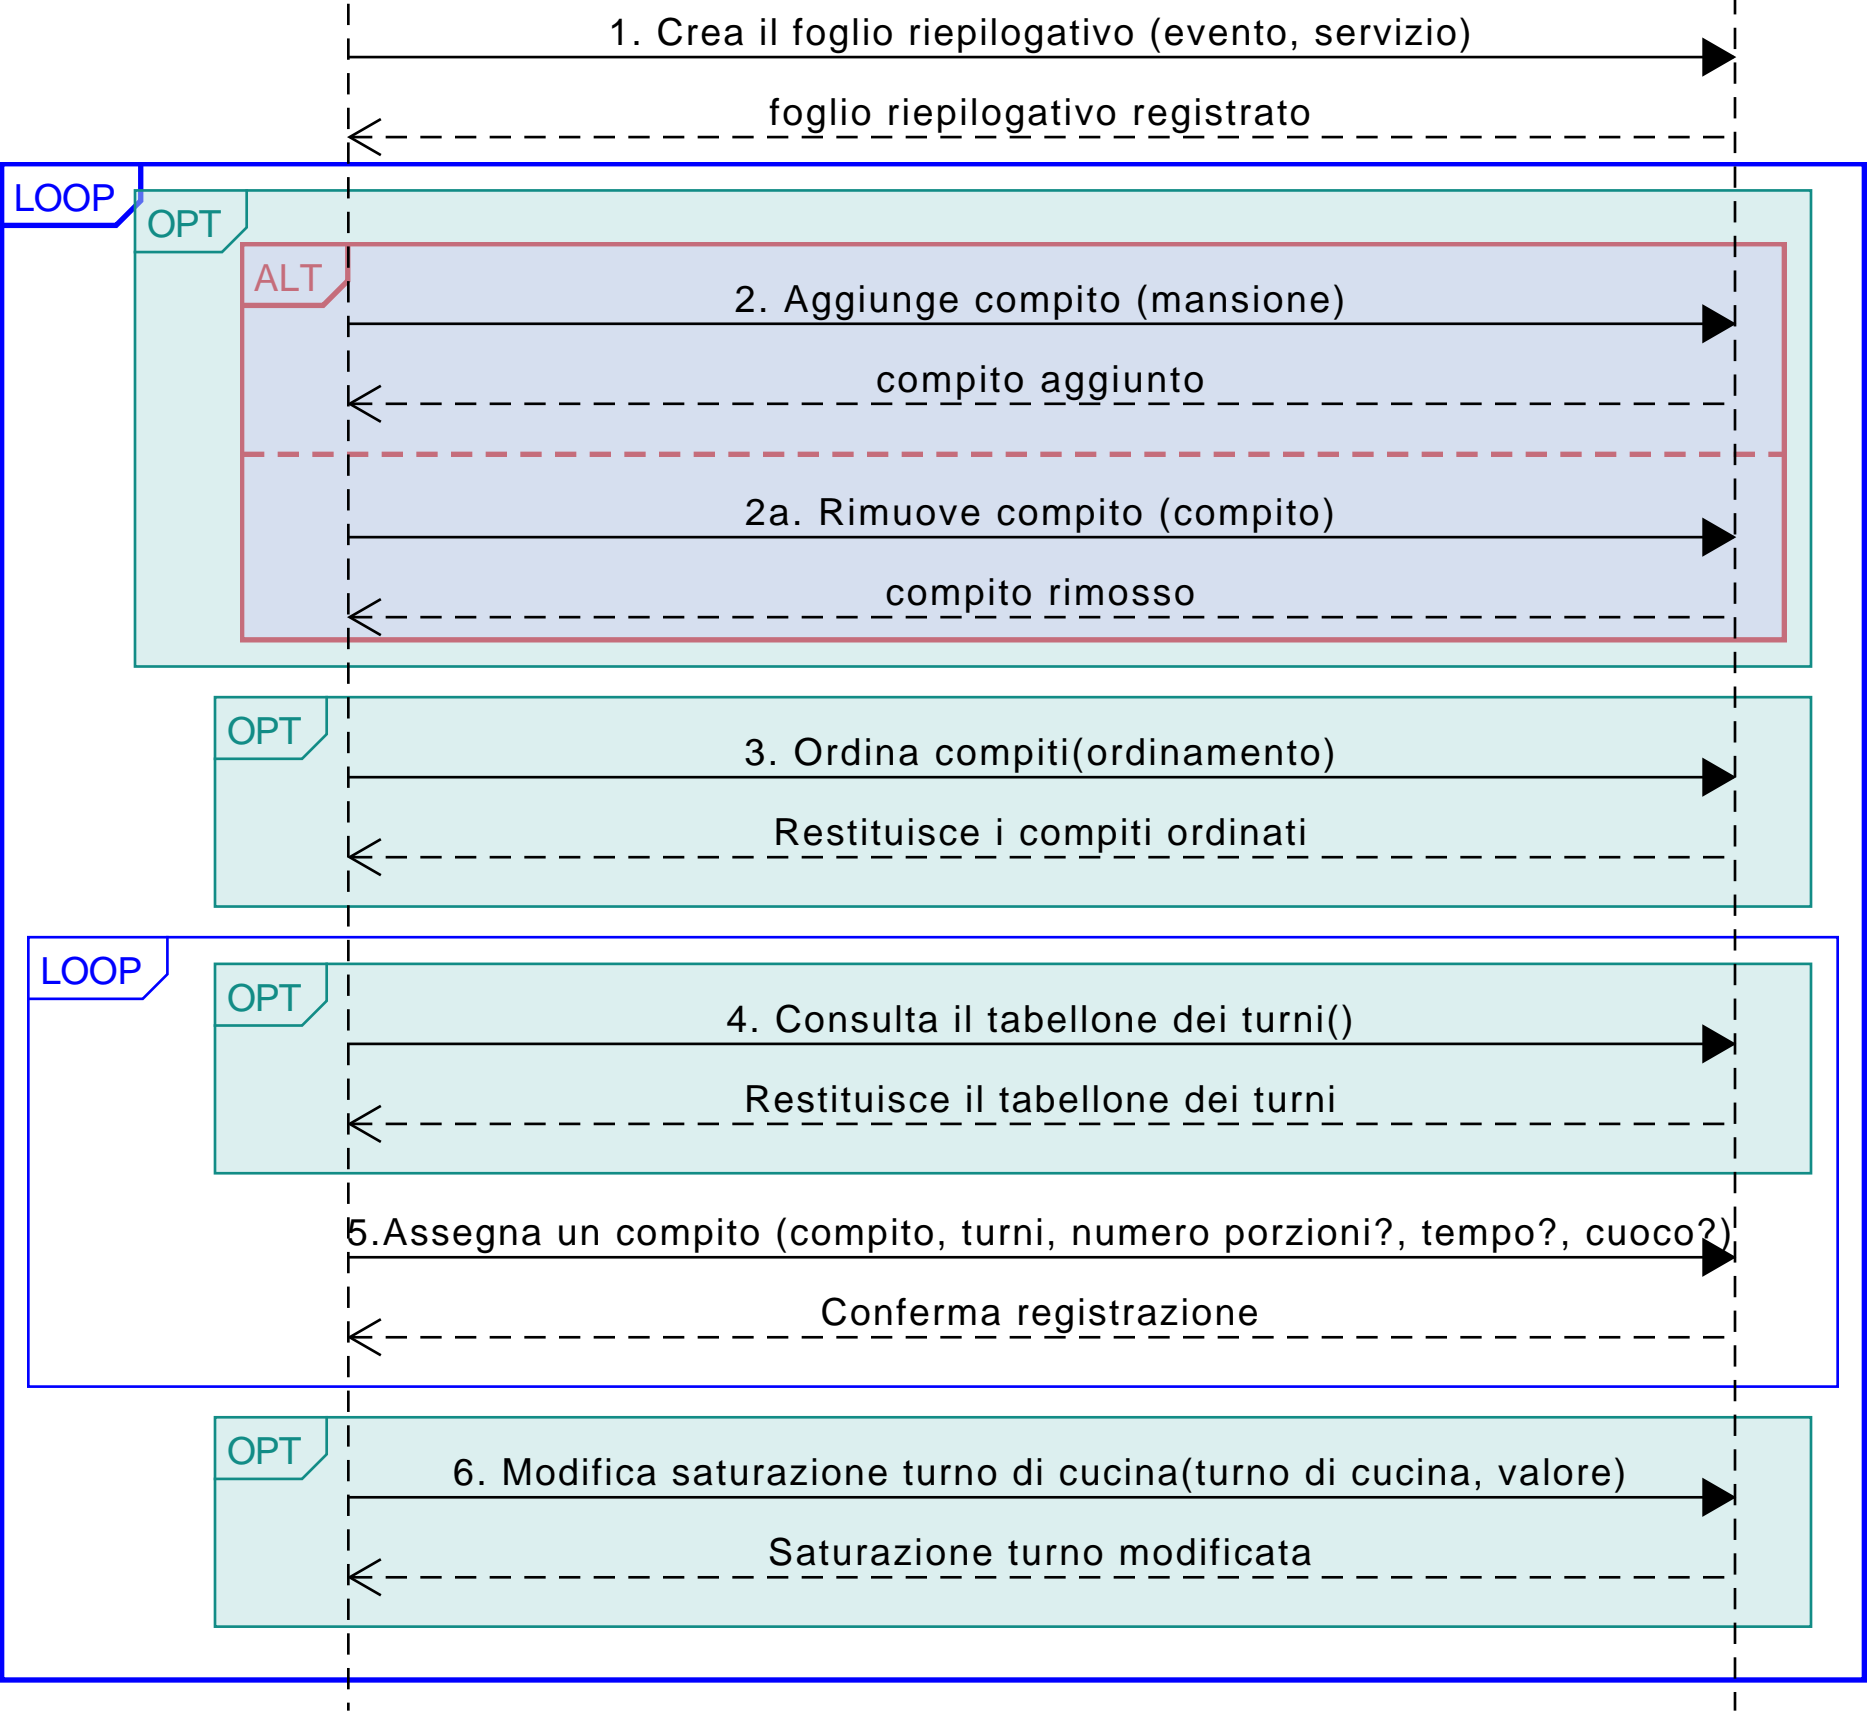 1. Crea il foglio riepilogativo (evento, servizio)
foglio riepilogativo registrato
LOOP
OPT
ALT
2. Aggiunge compito (mansione)
compito aggiunto
2a. Rimuove compito (compito)
compito rimosso
OPT
3. Ordina compiti(ordinamento)
Restituisce i compiti ordinati
LOOP
OPT
4. Consulta il tabellone dei turni()
Restituisce il tabellone dei turni
5.Assegna un compito (compito, turni, numero porzioni?, tempo?, cuoco?)
Conferma registrazione
OPT
6. Modifica saturazione turno di cucina(turno di cucina, valore)
Saturazione turno modificata